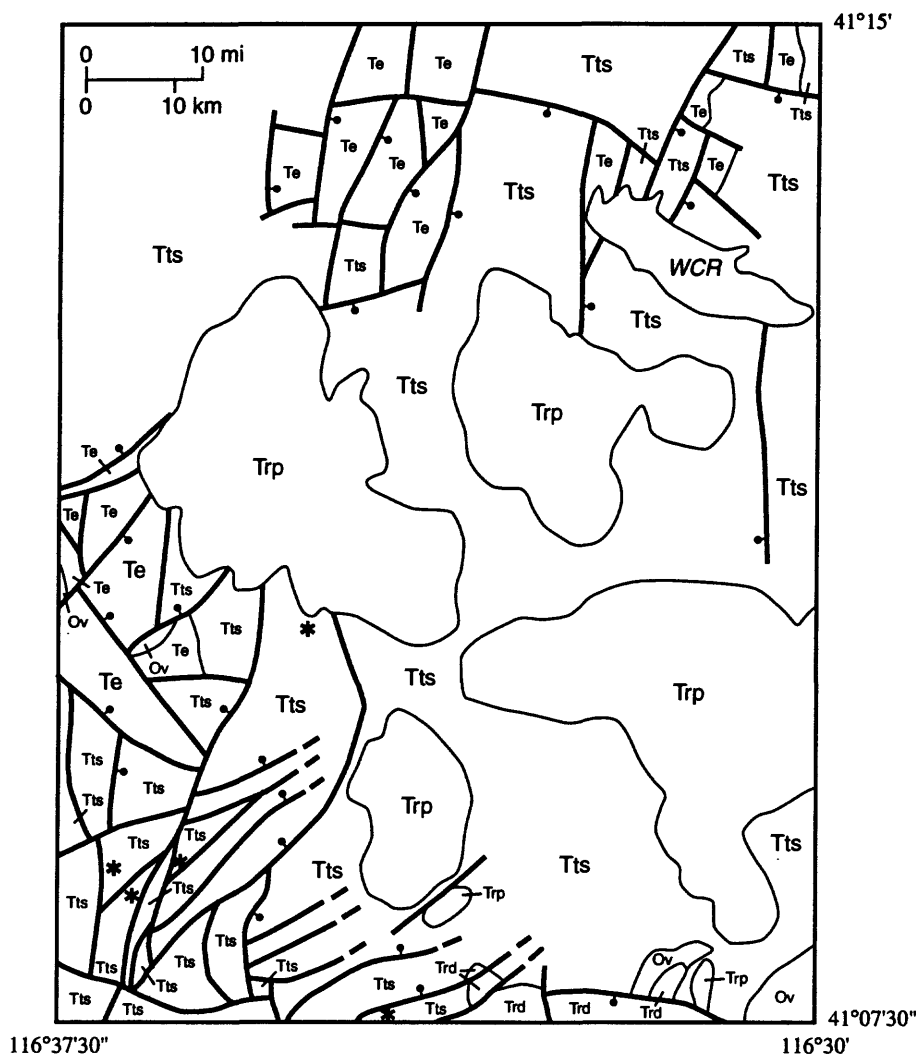 41°15'
0 10 mi
0 10 km
Te Te Tts Tts Te
Tts
Te
Te Te Te Te Tts Tts Te
Te
Tts Tts
Te
Tts Tts WCR
Tts
Tts
Trp
Te
Trp
Tts
Te Te
Te Te Tts
Ov Te Tts
Ov
Te Tts Tts Trp
Tts
Tts
Tts Tts Trp
Tts Tts Tts
Tts
Tts Tts
Tts Trp
Tts
Tts Ov
Tts Tts Trd Trp
Tts Tts Ov
Tts Tts Tts Trd Trd Trd
116°37'30" 41°07'30"
116°30'